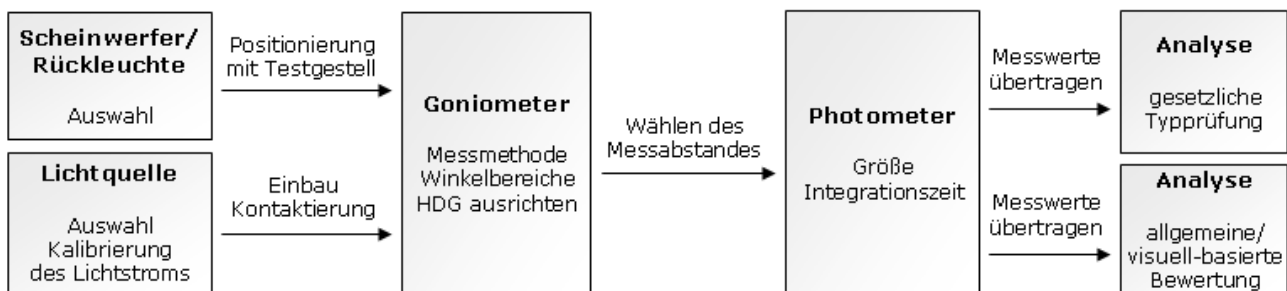 Scheinwerfer/
Rückleuchte
Auswahl
Positionierung
mit Testgestell
Lichtquelle
Auswahl
Kalibrierung
des Lichtstroms
Einbau
Kontaktierung
Goniometer
Messmethode
Winkelbereiche
HDG ausrichten
Wählen des
Messabstandes
Photometer
Größe
Integrationszeit
Messwerte
übertragen
Analyse
gesetzliche
Typprüfung
Messwerte
übertragen
Analyse
allgemeine/
visuell-basierte
Bewertung